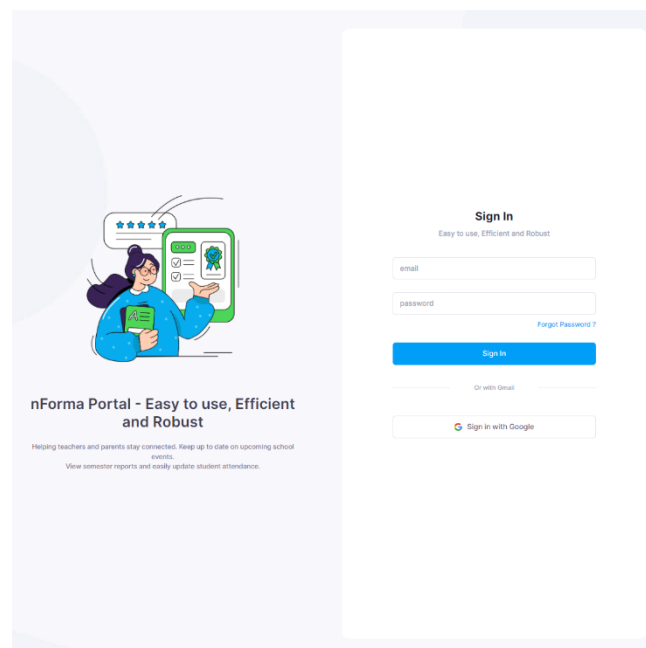 nForma Portal - Easy to use, Efficient
and Robust
Helping teachers and parents stay connected. Keep up to date on upcoming school
events.
View semester reports and easily update student attendance.
A
Sign In
Easy to use, Efficient and Robust
email
password
Forgot Password ?
Sign In
Or with Gmail
G Sign in with Google